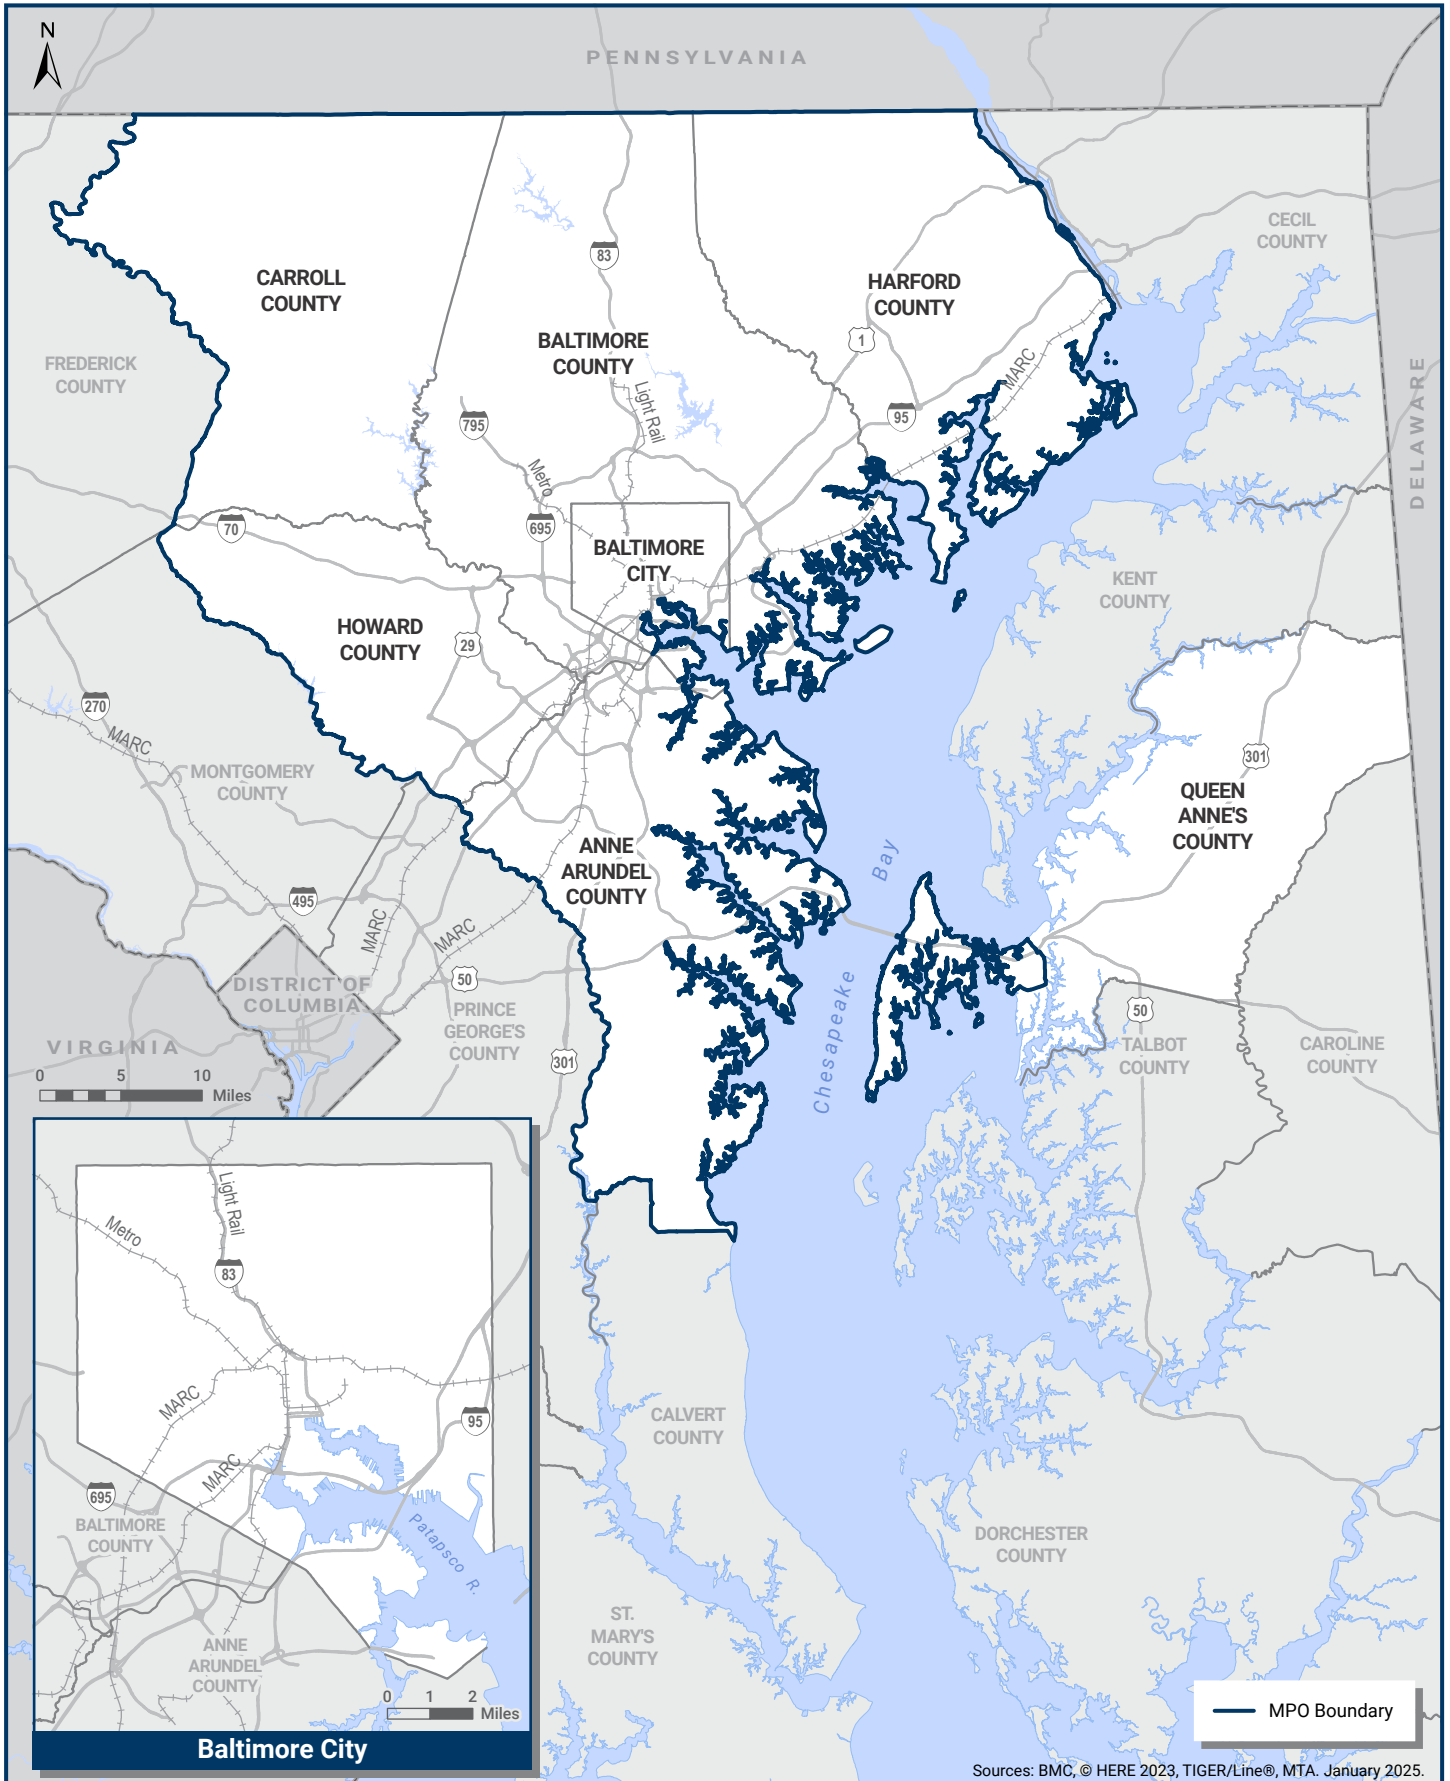 N
PENNSYLVANIA
CECIL
COUNTY
83
CARROLL
COUNTY
HARFORD
COUNTY
1
BALTIMORE
COUNTY
MARC
FREDERICK
COUNTY
DELAWARE
Light Rail
795
95
Metro
70
695
BALTIMORE
CITY
KENT
COUNTY
HOWARD
COUNTY
29
270
MARC
301
MONTGOMERY
COUNTY
QUEEN
ANNE'S
COUNTY
ANNE
ARUNDEL
COUNTY
Chesapeake Bay
495
MARC
MARC
50
DISTRICT OF
COLUMBIA
PRINCE
GEORGE'S
COUNTY
50
VIRGINIA
TALBOT
COUNTY
CAROLINE
COUNTY
301
0 5 10
Miles
Light Rail
Metro
83
MARC
95
MARC
695
BALTIMORE
COUNTY
Patapsco R.
ANNE
ARUNDEL
COUNTY
0 1 2
Miles
Baltimore City
CALVERT
COUNTY
DORCHESTER
COUNTY
ST.
MARY'S
COUNTY
MPO Boundary
Sources: BMC, © HERE 2023, TIGER/Line®, MTA. January 2025.